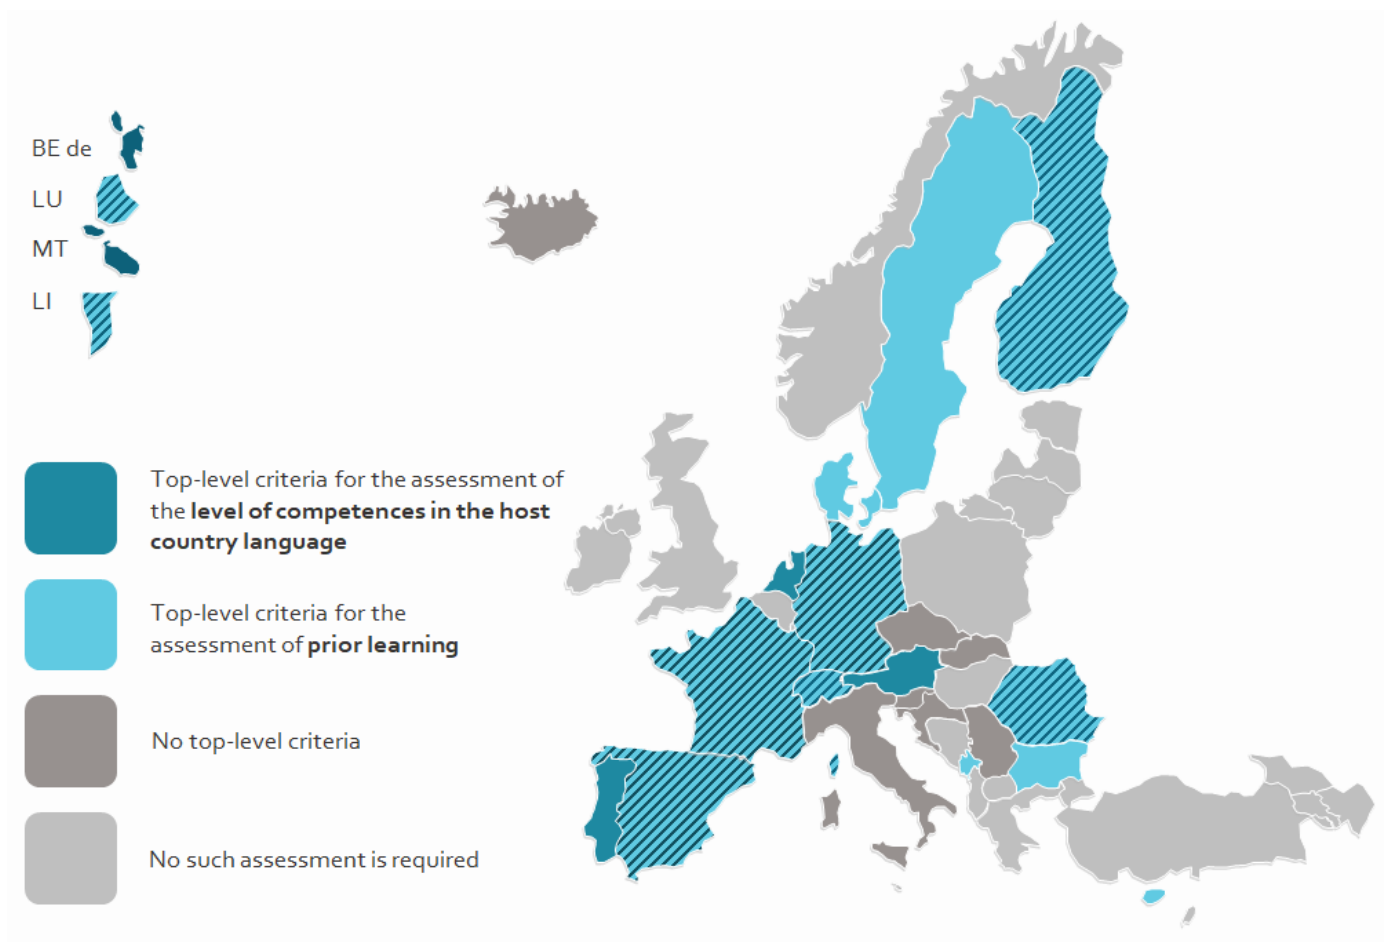 BE de
LU
MT
LI
Top-level criteria for the assessment of
the level of competences in the host
country language
Top-level criteria for the
assessment of prior learning
No top-level criteria
No such assessment is required